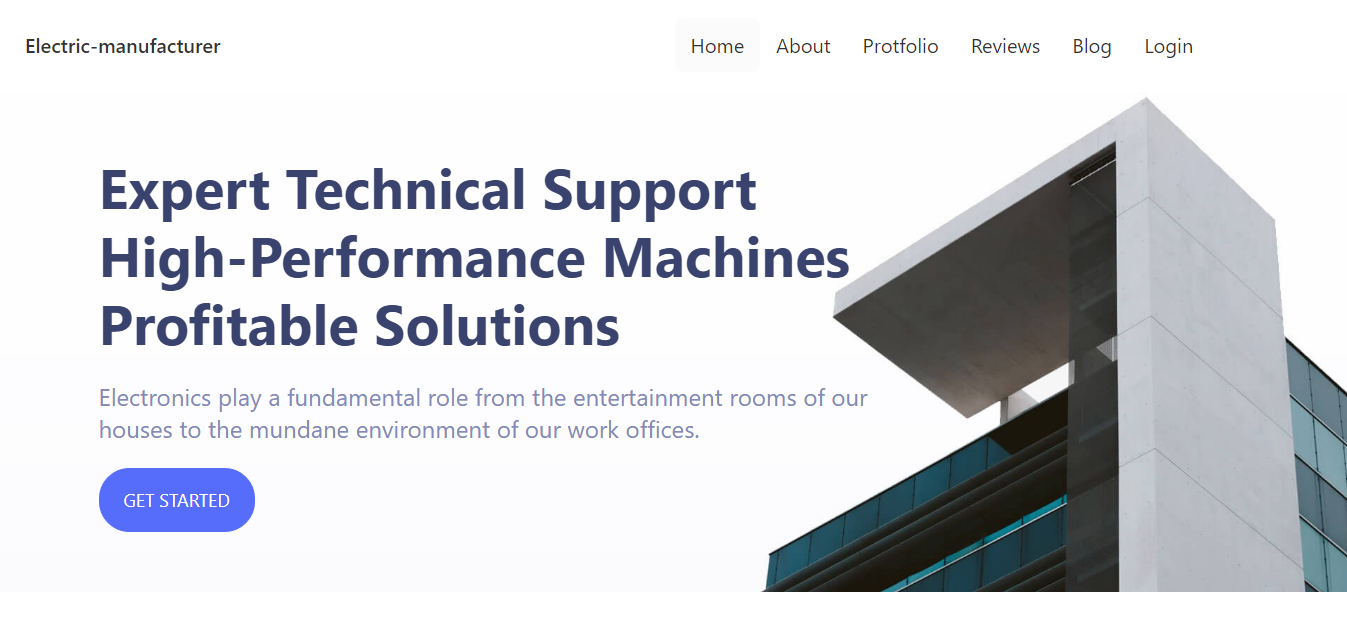 Electric-manufacturer
Home About Protfolio Reviews Blog Login
Expert Technical Support
High-Performance Machines
Profitable Solutions
Electronics play a fundamental role from the entertainment rooms of our
houses to the mundane environment of our work offices.
GET STARTED